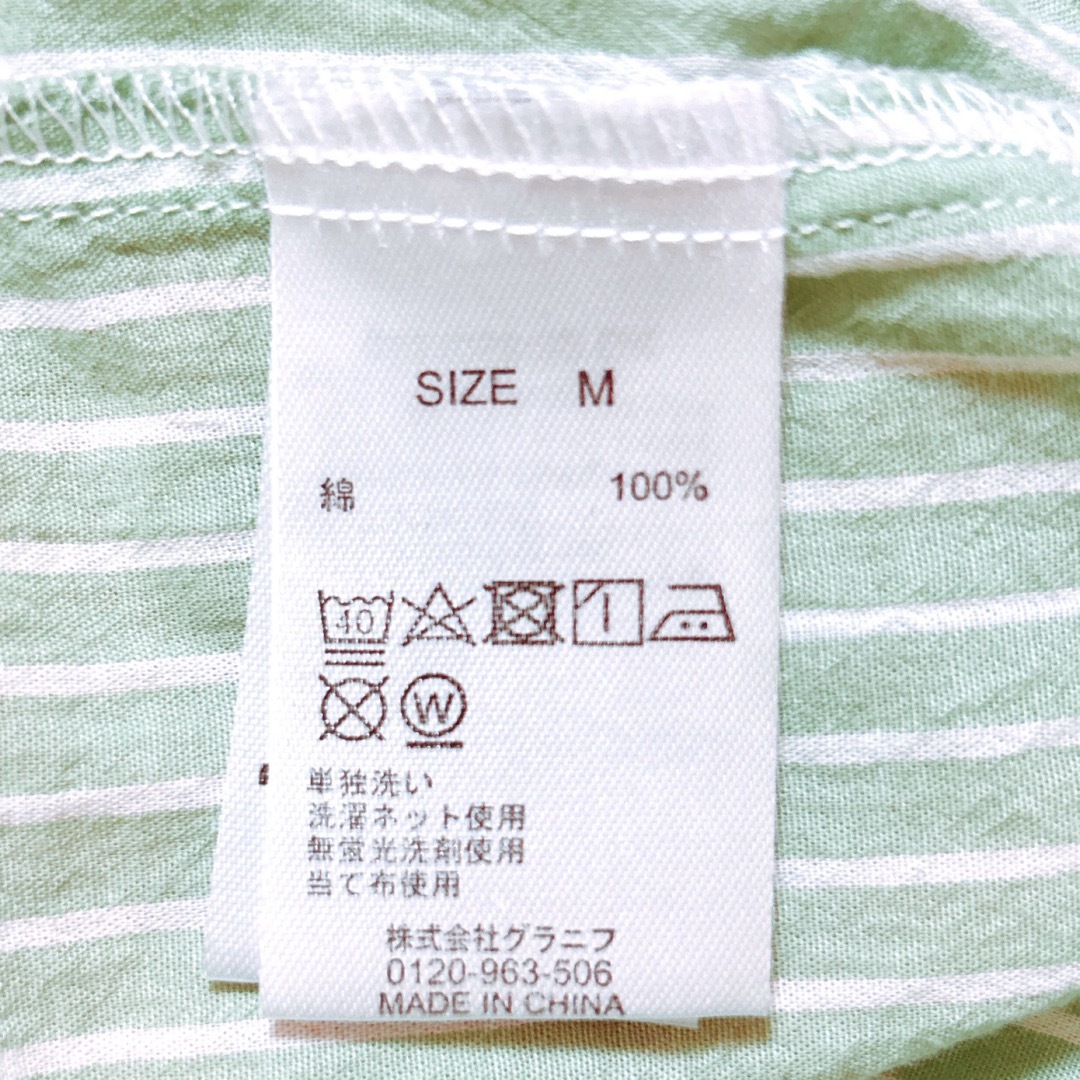 SIZE M
綿 100%
40
W
単独洗い
洗濯ネット使用
無蛍光洗剤使用
当て布使用
株式会社グラニフ
0120-963-506
MADE IN CHINA